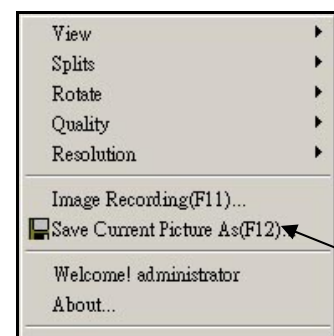 View
Splits
Rotate
Quality
Resolution
Image Recording(F11)...
Save Current Picture As(F12)...
Welcome! administrator
About...